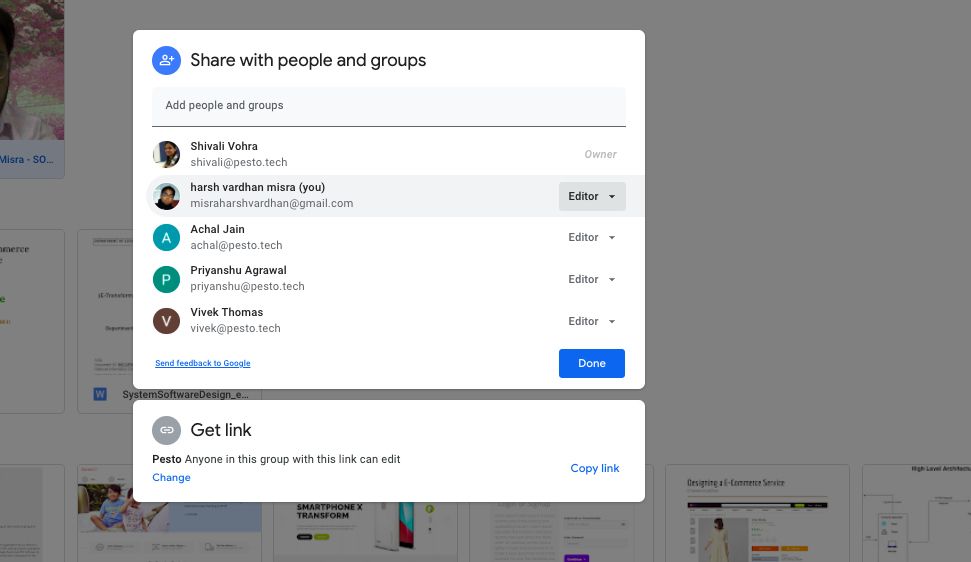 Share with people and groups
Add people and groups
Shivali Vohra
shivali@pesto.tech
Owner
harsh vardhan misra (you)
misraharshvardhan@gmail.com
Editor
A
Achal Jain
achal@pesto.tech
Editor
P
Priyanshu Agrawal
priyanshu@pesto.tech
Editor
V
Vivek Thomas
vivek@pesto.tech
Editor
Send feedback to Google
Done
Get link
Pesto Anyone in this group with this link can edit
Change
Copy link
Misra - SO...
W
SystemSoftwareDesign_e...
SMARTPHONE X
TRANSFORM
Designing a E-Commerce Service
High Level Architectu